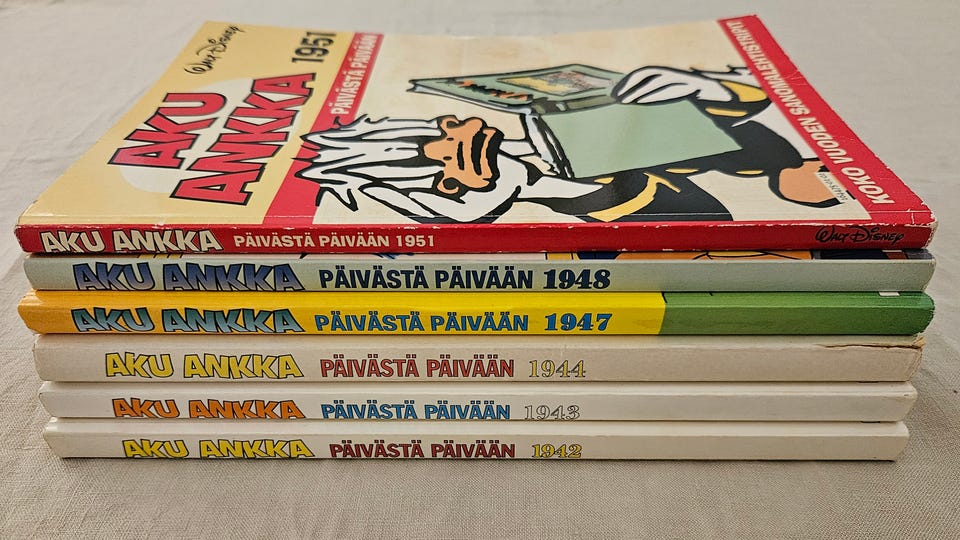 Walt Disney
1951
AKU
ANKKA
PÄIVÄSTÄ PÄIVÄÄN
KOKO VUODEN SANOMALEHTISTRIPIT
AKU ANKKA PÄIVÄSTÄ PÄIVÄÄN 1951 Walt Disney
AKU ANKKA PÄIVÄSTÄ PÄIVÄÄN 1948
AKU ANKKA PÄIVÄSTÄ PÄIVÄÄN 1947
AKU ANKKA PÄIVÄSTÄ PÄIVÄÄN 1944
AKU ANKKA PÄIVÄSTÄ PÄIVÄÄN 1943
AKU ANKKA PÄIVÄSTÄ PÄIVÄÄN 1942